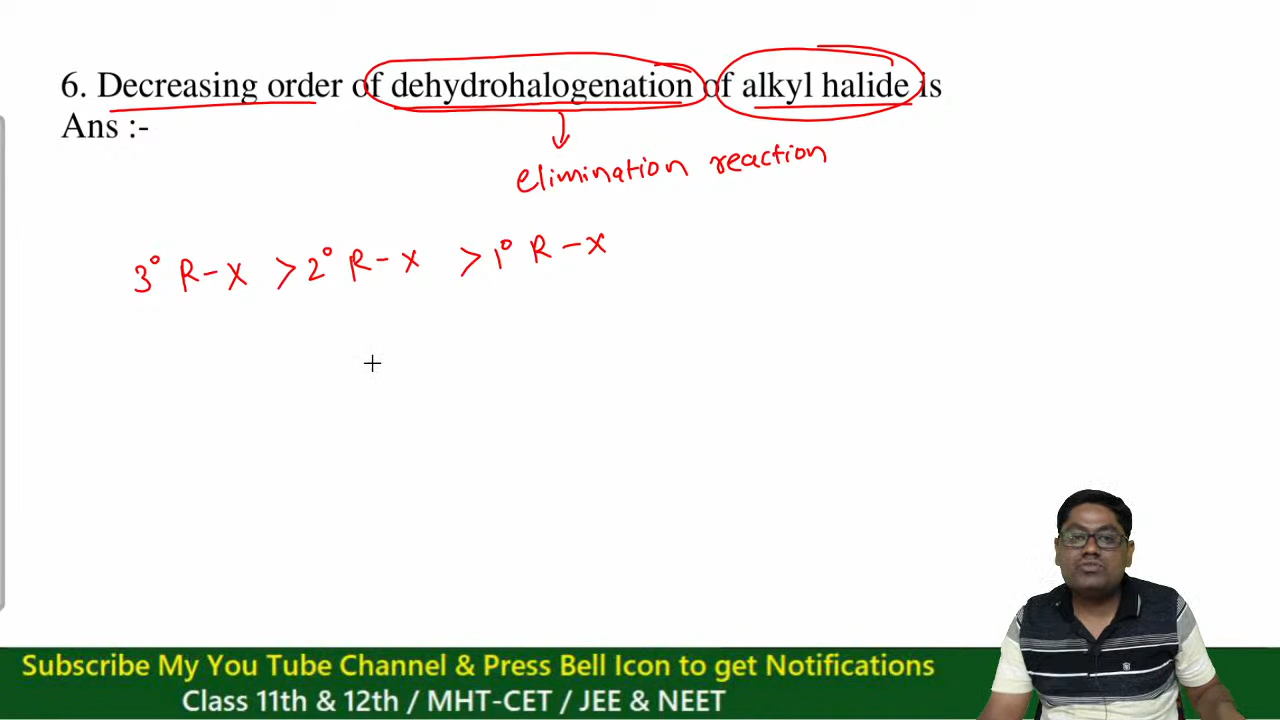 6. Decreasing order of dehydrohalogenation of alkyl halide is
Ans :-
elimination reaction
3° R-X > 2° R-X > 1° R-X
Subscribe My You Tube Channel & Press Bell Icon to get Notifications
Class 11th & 12th / MHT-CET / JEE & NEET